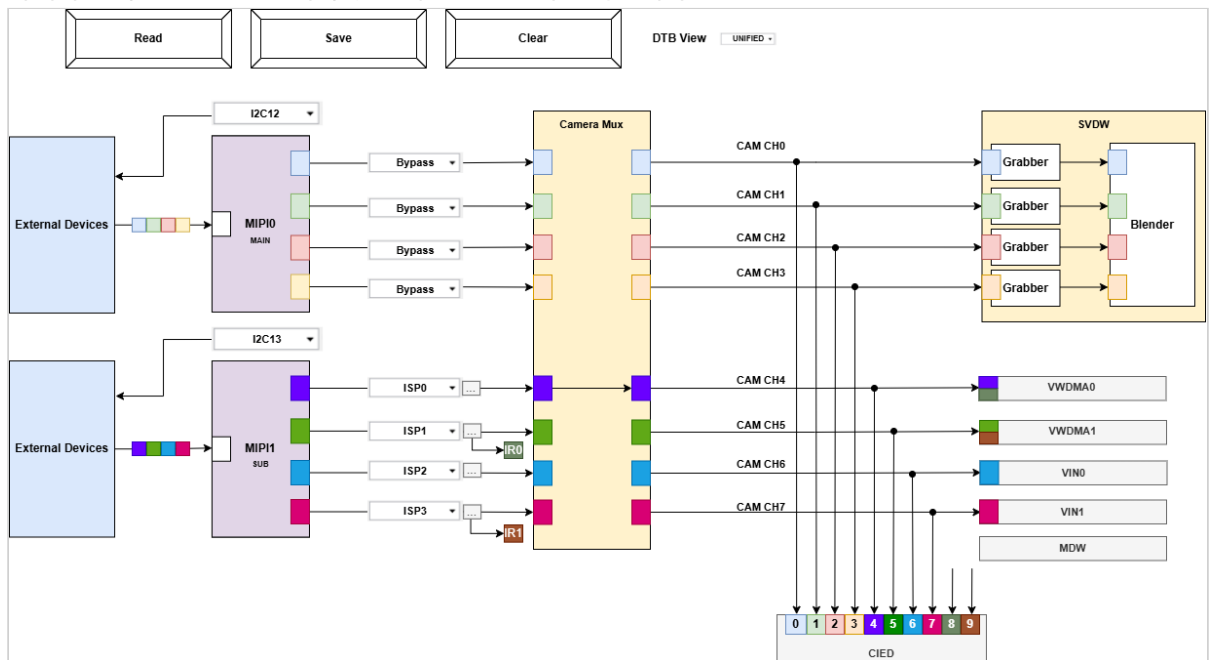 Read
Save
Clear
DTB View
UNIFIED
I2C12
Camera Mux
SVDW
External Devices
MIPI0
MAIN
Bypass
Bypass
Bypass
Bypass
CAM CH0
CAM CH1
CAM CH2
CAM CH3
Grabber
Grabber
Grabber
Grabber
Blender
I2C13
External Devices
MIPI1
SUB
ISP0
...
ISP1
...
IR0
ISP2
...
ISP3
...
IR1
CAM CH4
CAM CH5
CAM CH6
CAM CH7
VWDMA0
VWDMA1
VIN0
VIN1
MDW
0 1 2 3 4 5 6 7 8 9
CIED